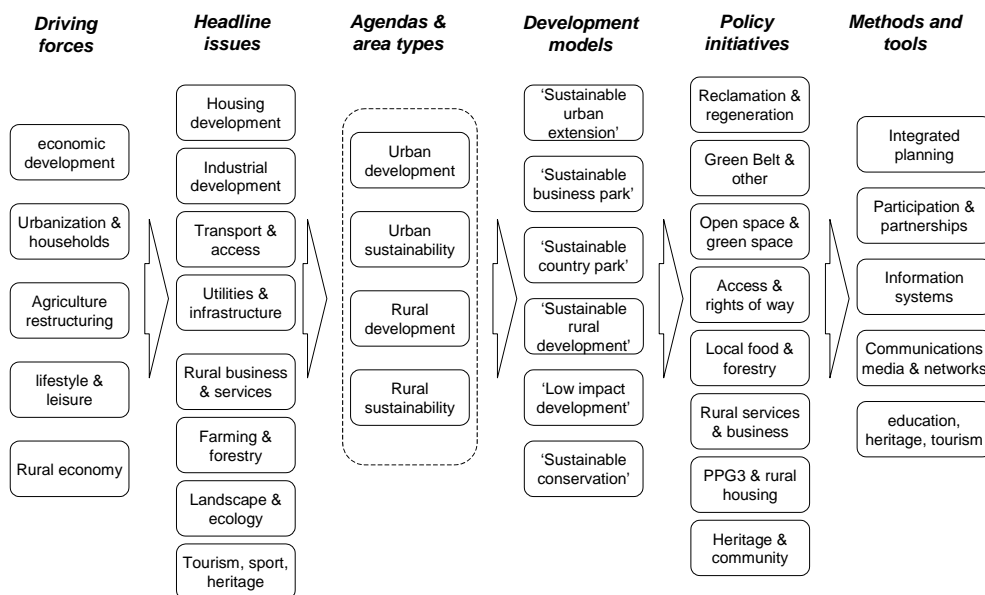 Driving
forces
Headline
issues
Agendas &
area types
Development
models
Policy
initiatives
Methods and
tools
economic
development
Urbanization &
households
Agriculture
restructuring
lifestyle &
leisure
Rural economy
Housing
development
Industrial
development
Transport &
access
Utilities &
infrastructure
Rural business
& services
Farming &
forestry
Landscape &
ecology
Tourism, sport,
heritage
Urban
development
Urban
sustainability
Rural
development
Rural
sustainability
‘Sustainable
urban
extension’
‘Sustainable
business park’
‘Sustainable
country park’
‘Sustainable
rural
development’
‘Low impact
development’
‘Sustainable
conservation’
Reclamation &
regeneration
Green Belt &
other
Open space &
green space
Access &
rights of way
Local food &
forestry
Rural services
& business
PPG3 & rural
housing
Heritage &
community
Integrated
planning
Participation &
partnerships
Information
systems
Communications
media & networks
education,
heritage, tourism